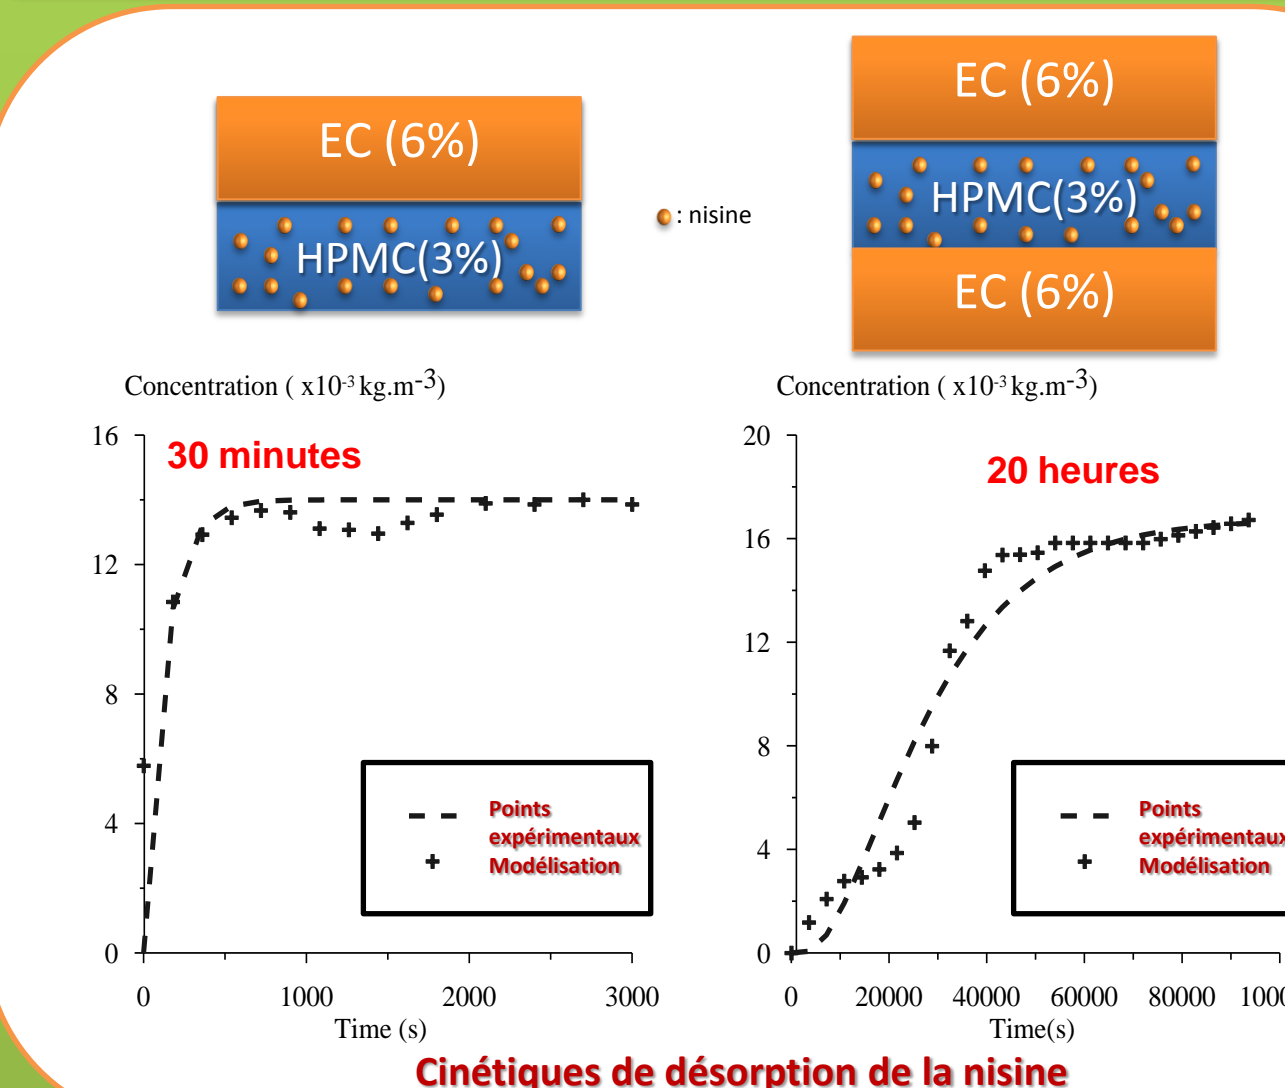 EC (6%)
HPMC(3%)
: nisine
EC (6%)
HPMC(3%)
EC (6%)
Concentration ( x10-3 kg.m-3)
30 minutes
16
12
8
4
0
0 1000 2000 3000
Time (s)
Points
expérimentaux
Modélisation
Concentration ( x10-3 kg.m-3)
20 heures
20
16
12
8
4
0
0 20000 40000 60000 80000 1000
Time(s)
Points
expérimentaux
Modélisation
Cinétiques de désorption de la nisine